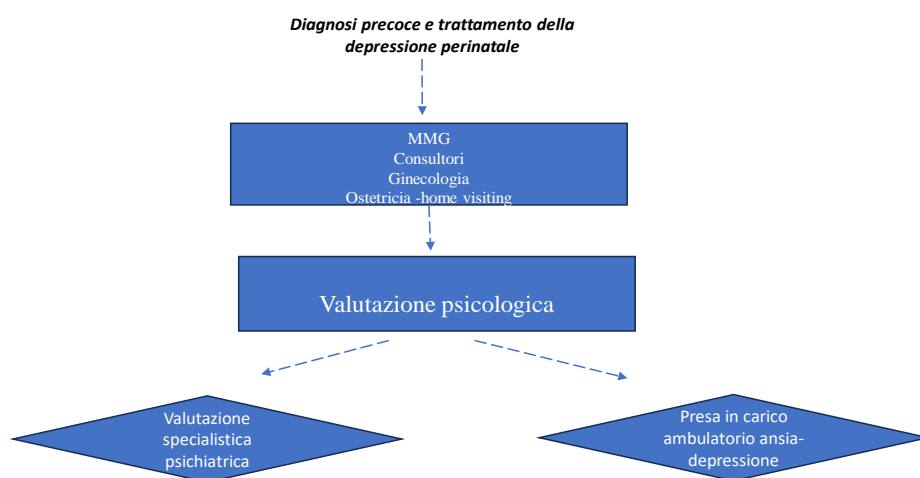 Diagnosi precoce e trattamento della
depressione perinatale
MMG
Consultori
Ginecologia
Ostetricia -home visiting
Valutazione psicologica
Valutazione
specialistica
psichiatrica
Presa in carico
ambulatorio ansia-
depressione